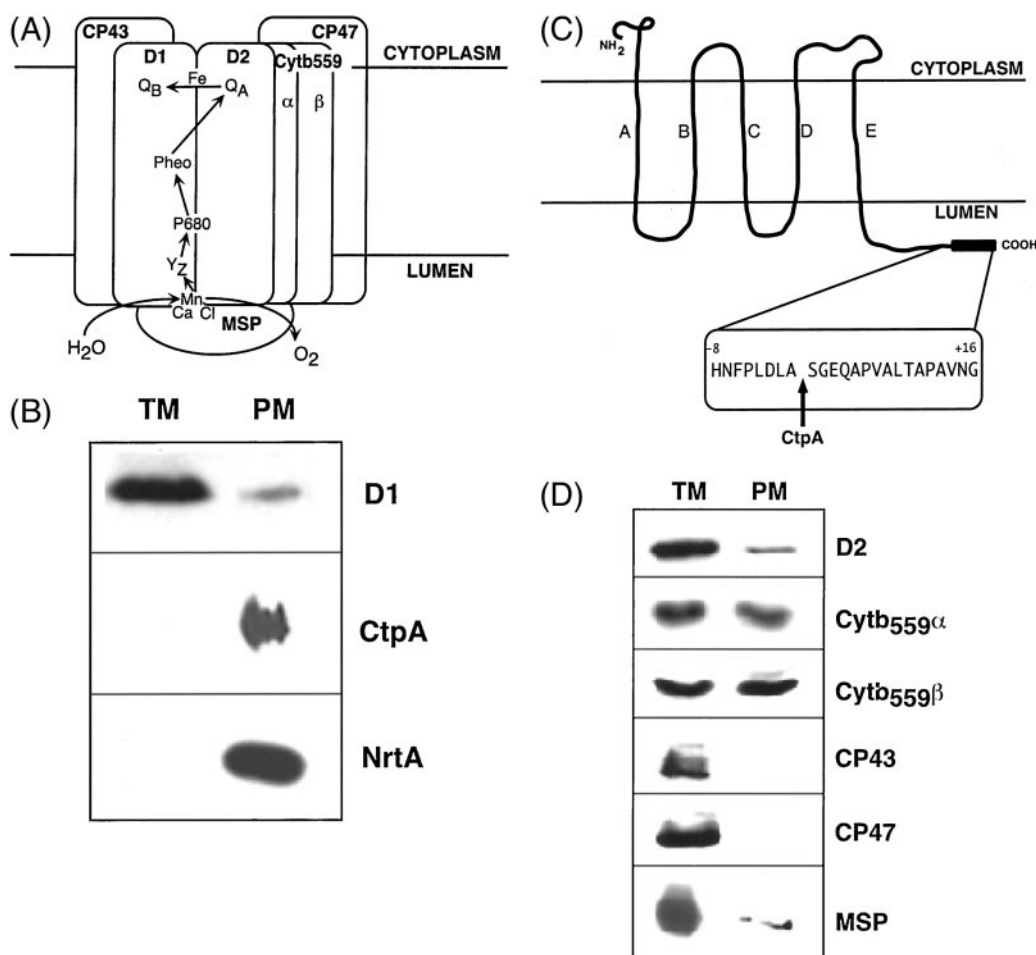 (A)
CP43 CP47
D1 D2 Cytb559
CYTOPLASM
Fe
QB QA
α β
Pheo
P680
YZ
LUMEN
Mn
Ca Cl MSP
H2O O2
(B)
TM PM
D1
CtpA
NrtA
(C)
NH2
CYTOPLASM
A B C D E
LUMEN
COOH
-8 +16
HNFPLDLA SGEQAPVALTAPAVNG
CtpA
(D)
TM PM
D2
Cytb559α
Cytb559β
CP43
CP47
MSP